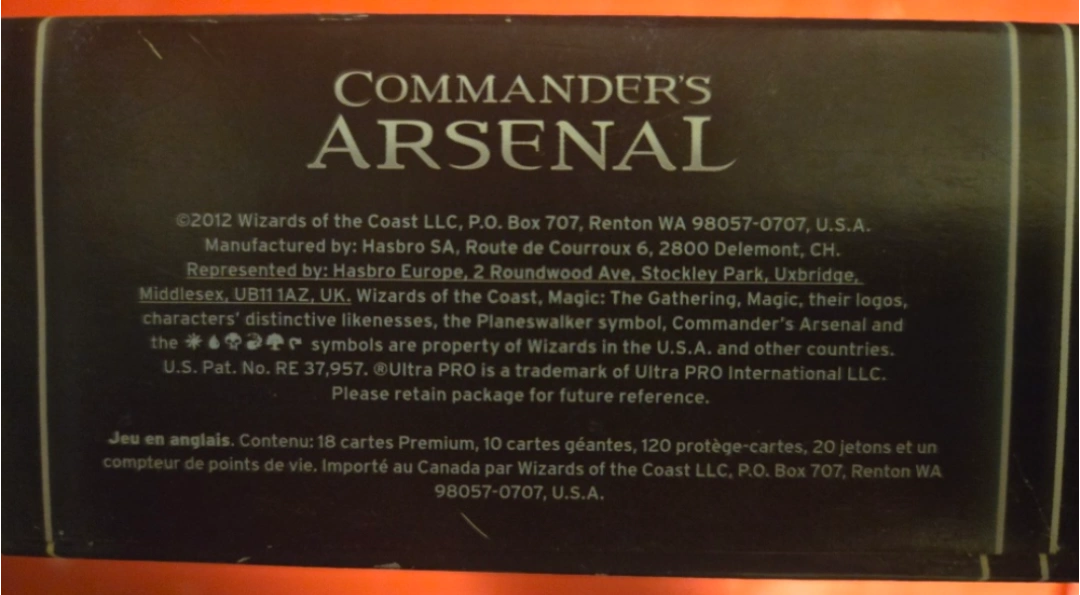 COMMANDER'S
ARSENAL
©2012 Wizards of the Coast LLC, P.O. Box 707, Renton WA 98057-0707, U.S.A.
Manufactured by: Hasbro SA, Route de Courroux 6, 2800 Delemont, CH.
Represented by: Hasbro Europe, 2 Roundwood Ave, Stockley Park, Uxbridge,
Middlesex, UB11 1AZ, UK. Wizards of the Coast, Magic: The Gathering, Magic, their logos,
characters' distinctive likenesses, the Planeswalker symbol, Commander's Arsenal and
the symbols are property of Wizards in the U.S.A. and other countries.
U.S. Pat. No. RE 37,957. ®Ultra PRO is a trademark of Ultra PRO International LLC.
Please retain package for future reference.
Jeu en anglais. Contenu: 18 cartes Premium, 10 cartes géantes, 120 protège-cartes, 20 jetons et un
compteur de points de vie. Importé au Canada par Wizards of the Coast LLC, P.O. Box 707, Renton WA
98057-0707, U.S.A.